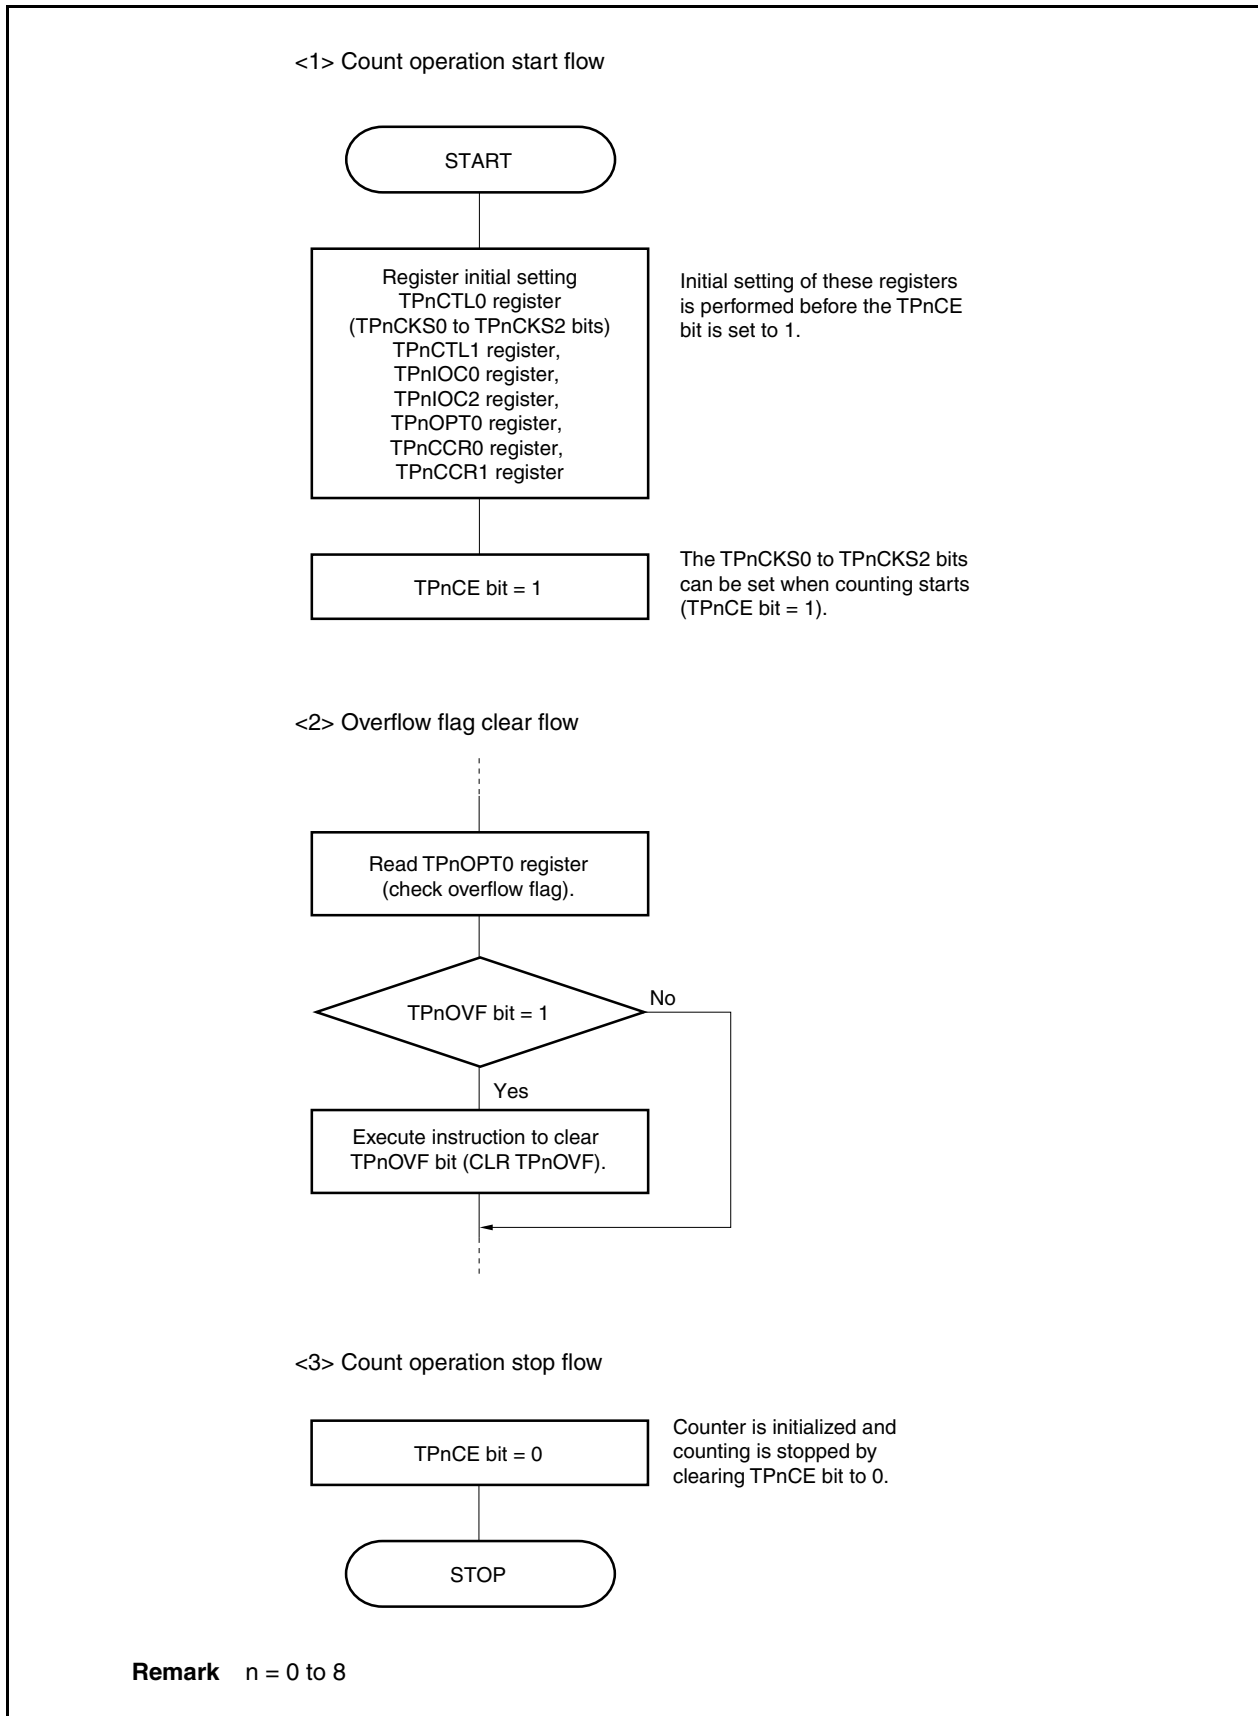 <1> Count operation start flow
START
Register initial setting
TPnCTL0 register
(TPnCKS0 to TPnCKS2 bits)
TPnCTL1 register,
TPnIOC0 register,
TPnIOC2 register,
TPnOPT0 register,
TPnCCR0 register,
TPnCCR1 register
Initial setting of these registers
is performed before the TPnCE
bit is set to 1.
TPnCE bit = 1
The TPnCKS0 to TPnCKS2 bits
can be set when counting starts
(TPnCE bit = 1).
<2> Overflow flag clear flow
Read TPnOPT0 register
(check overflow flag).
TPnOVF bit = 1
No
Yes
Execute instruction to clear
TPnOVF bit (CLR TPnOVF).
<3> Count operation stop flow
TPnCE bit = 0
Counter is initialized and
counting is stopped by
clearing TPnCE bit to 0.
STOP
Remark n = 0 to 8